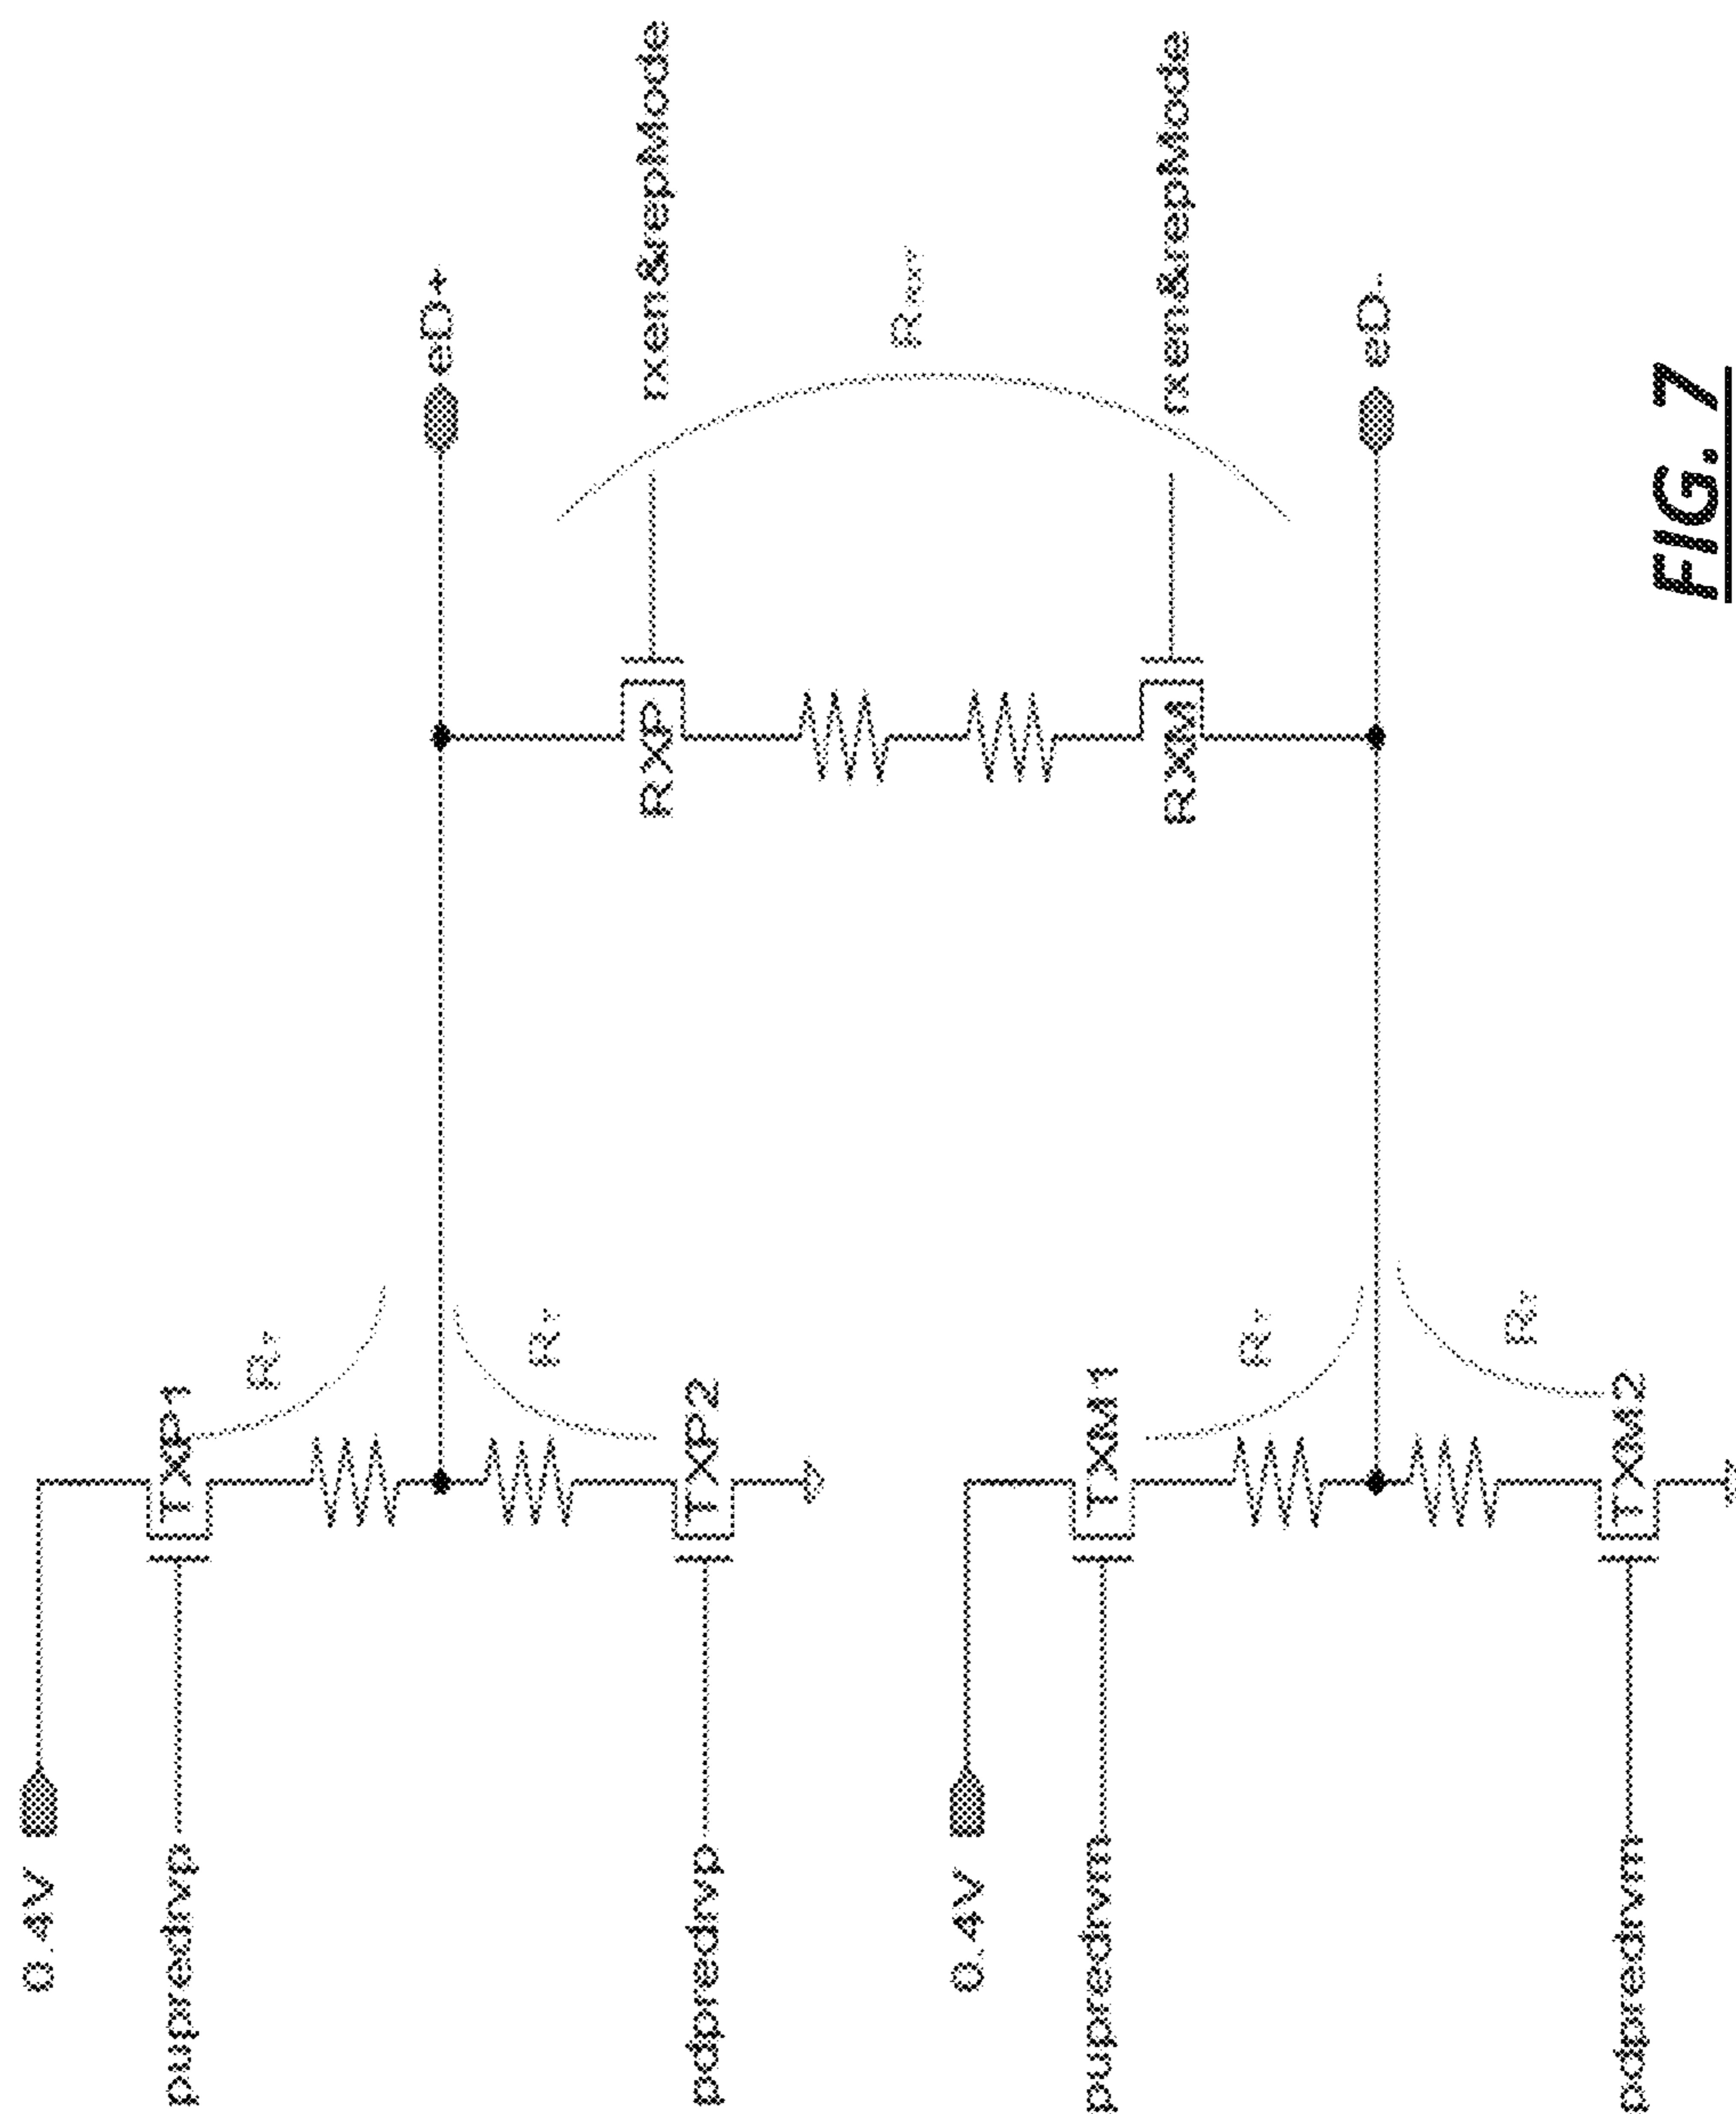 0.4V
pupredrvp
TXP1
pdpredrvp
TXP2
0.4V
pupredrvm
TXM1
pdpredrvm
TXM2
eD+
RXP
rxen&repMode
RXM
rxen&repMode
eD-
FIG. 7